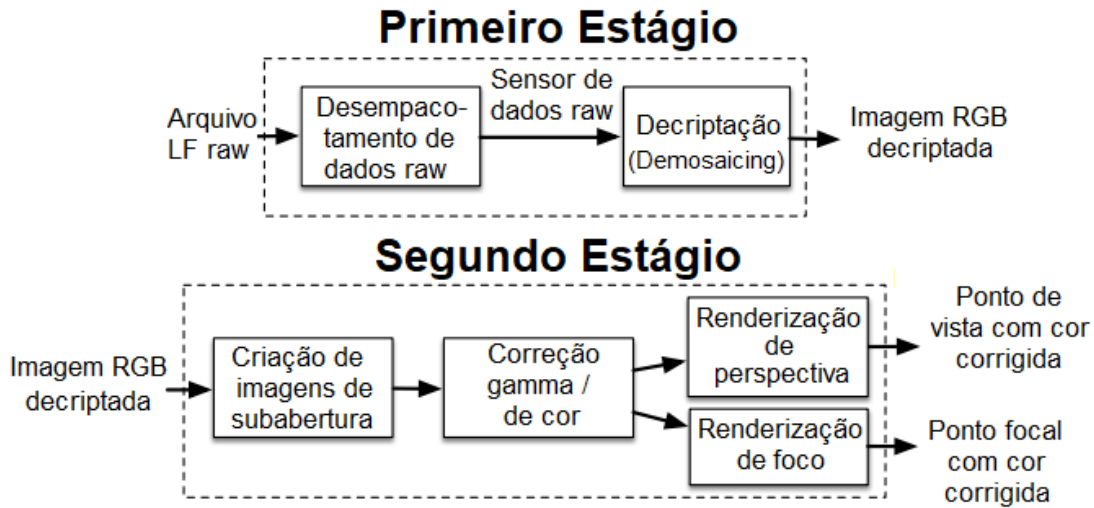 Primeiro Estágio
Arquivo
LF raw
Desempaco-
tamento de
dados raw
Sensor de
dados raw
Decriptação
(Demosaicing)
Imagem RGB
decriptada
Segundo Estágio
Imagem RGB
decriptada
Criação de
imagens de
subabertura
Correção
gamma /
de cor
Renderização
de
perspectiva
Renderização
de foco
Ponto de
vista com cor
corrigida
Ponto focal
com cor
corrigida